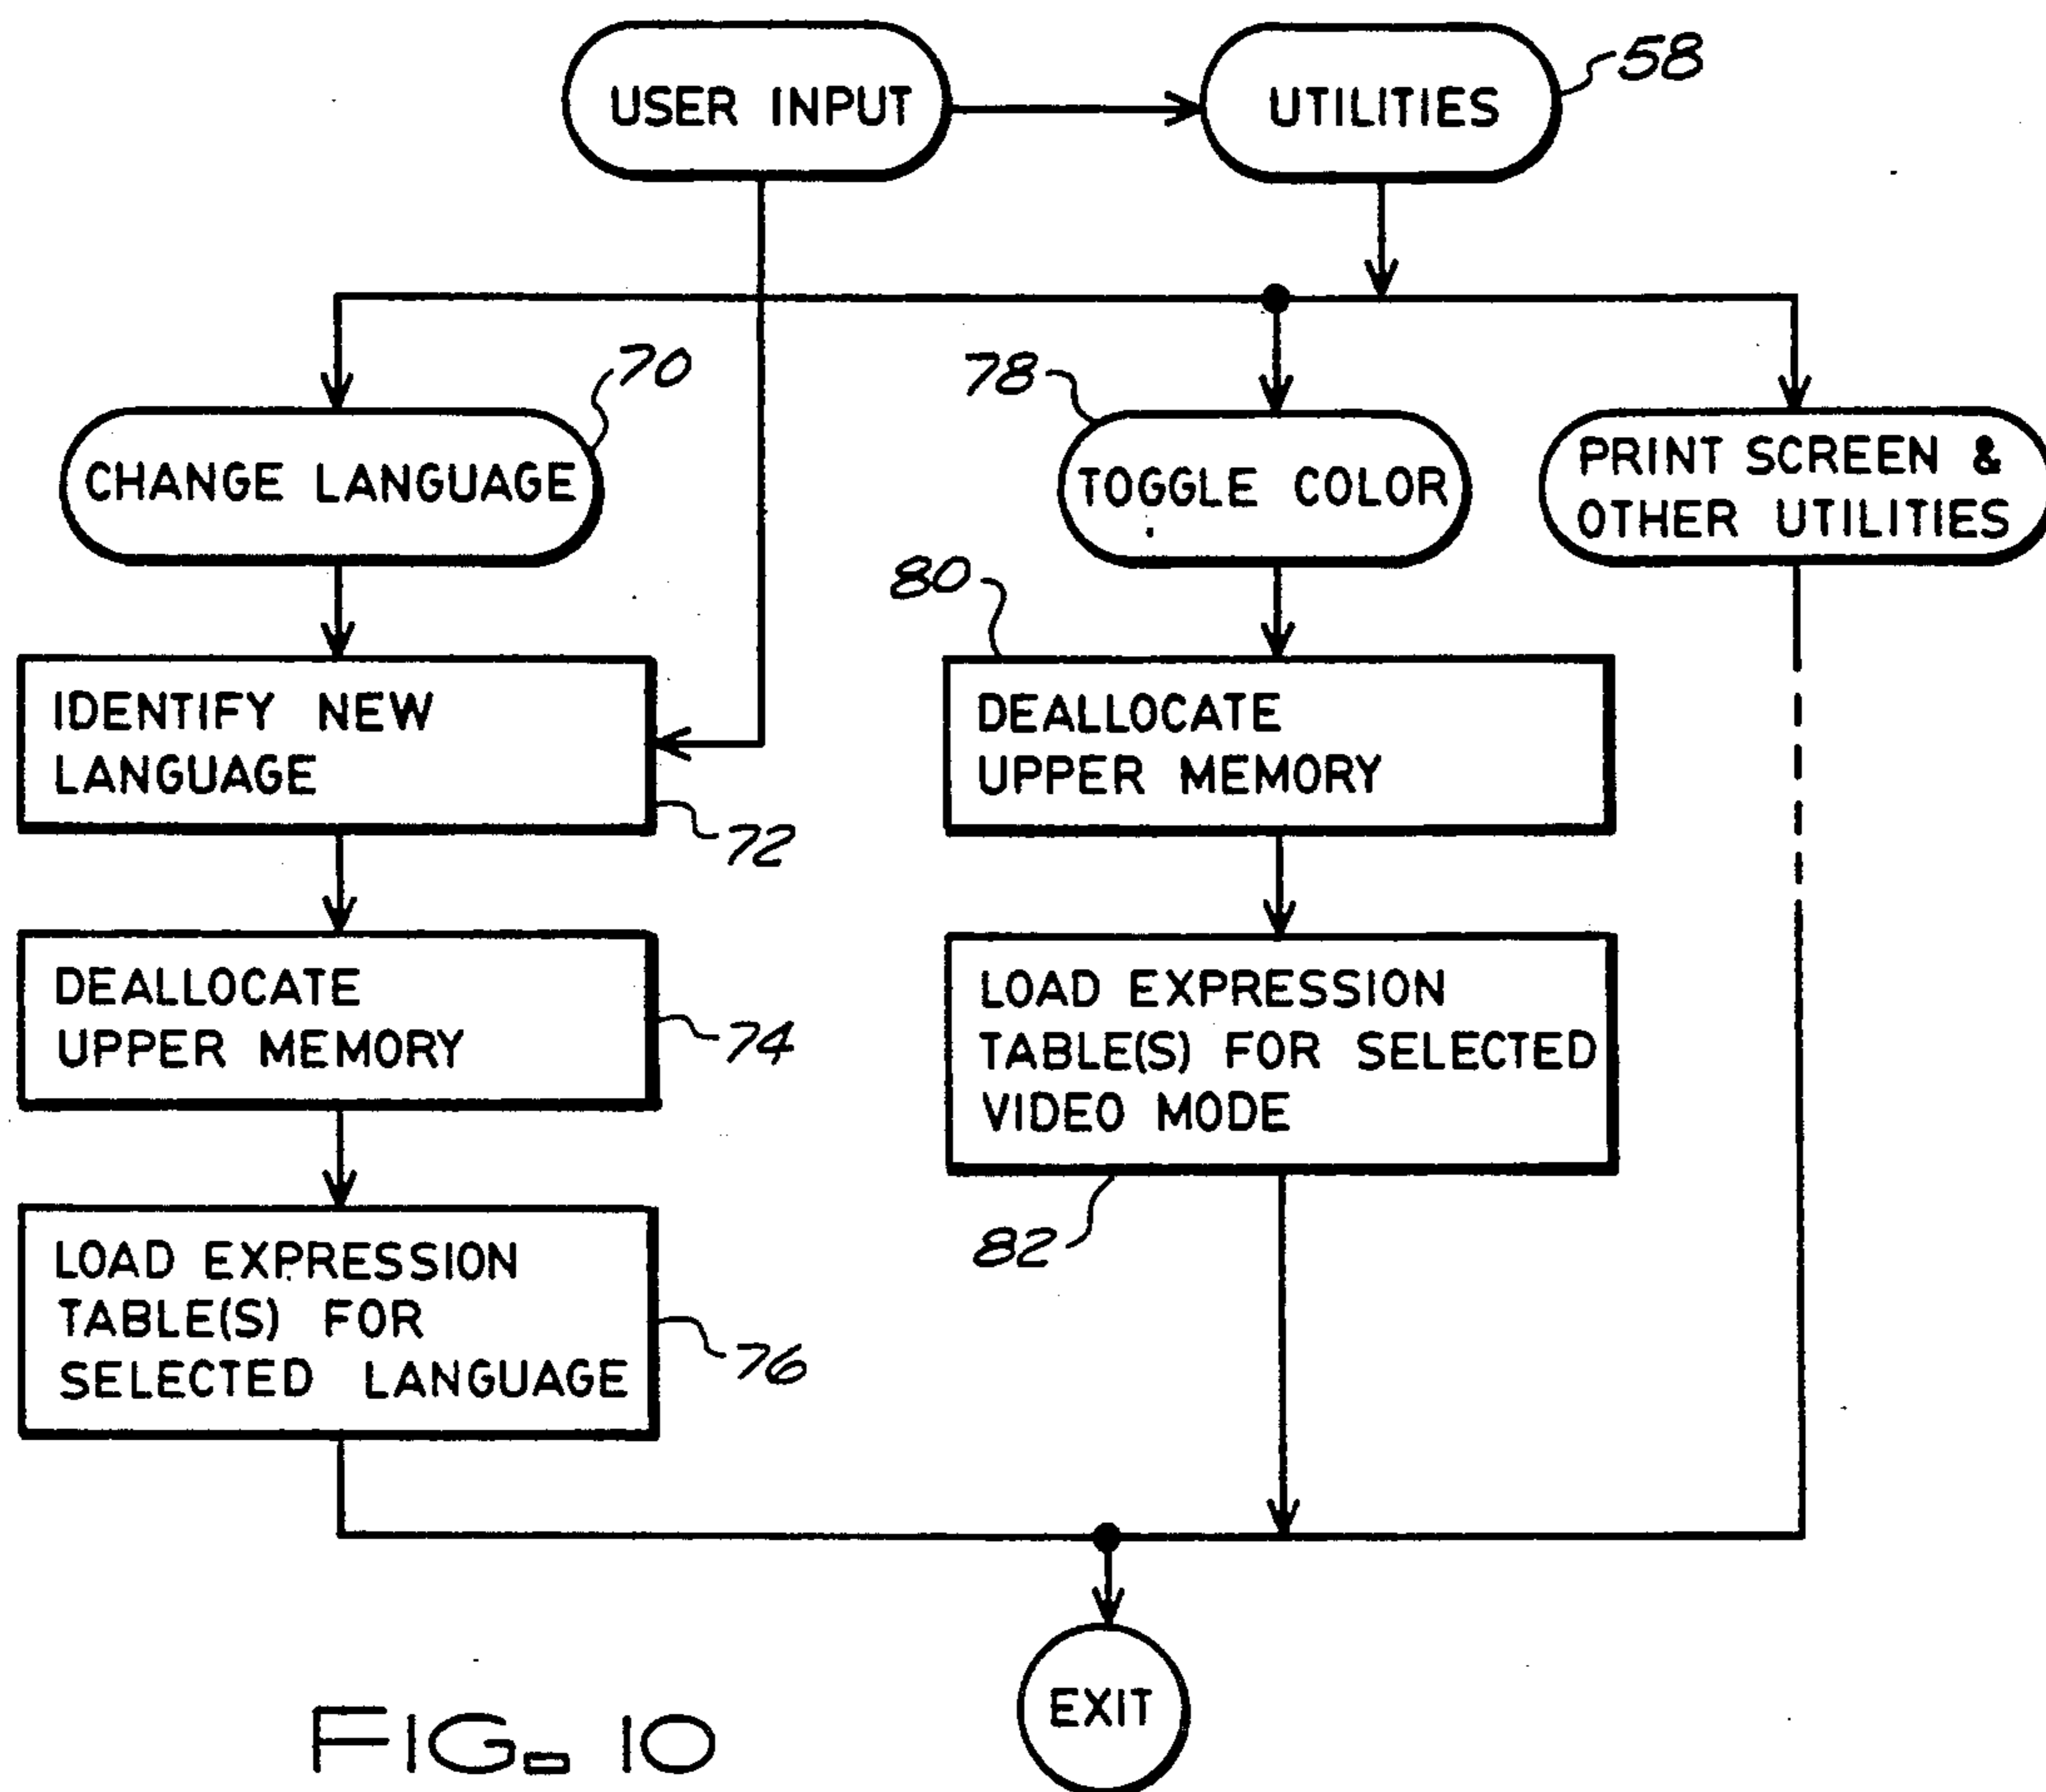 USER INPUT
UTILITIES
58
70
CHANGE LANGUAGE
78
TOGGLE COLOR
PRINT SCREEN &
OTHER UTILITIES
80
IDENTIFY NEW
LANGUAGE
72
DEALLOCATE
UPPER MEMORY
DEALLOCATE
UPPER MEMORY
74
LOAD EXPRESSION
TABLE(S) FOR SELECTED
VIDEO MODE
82
LOAD EXPRESSION
TABLE(S) FOR
SELECTED LANGUAGE
76
EXIT
FIG_ 10